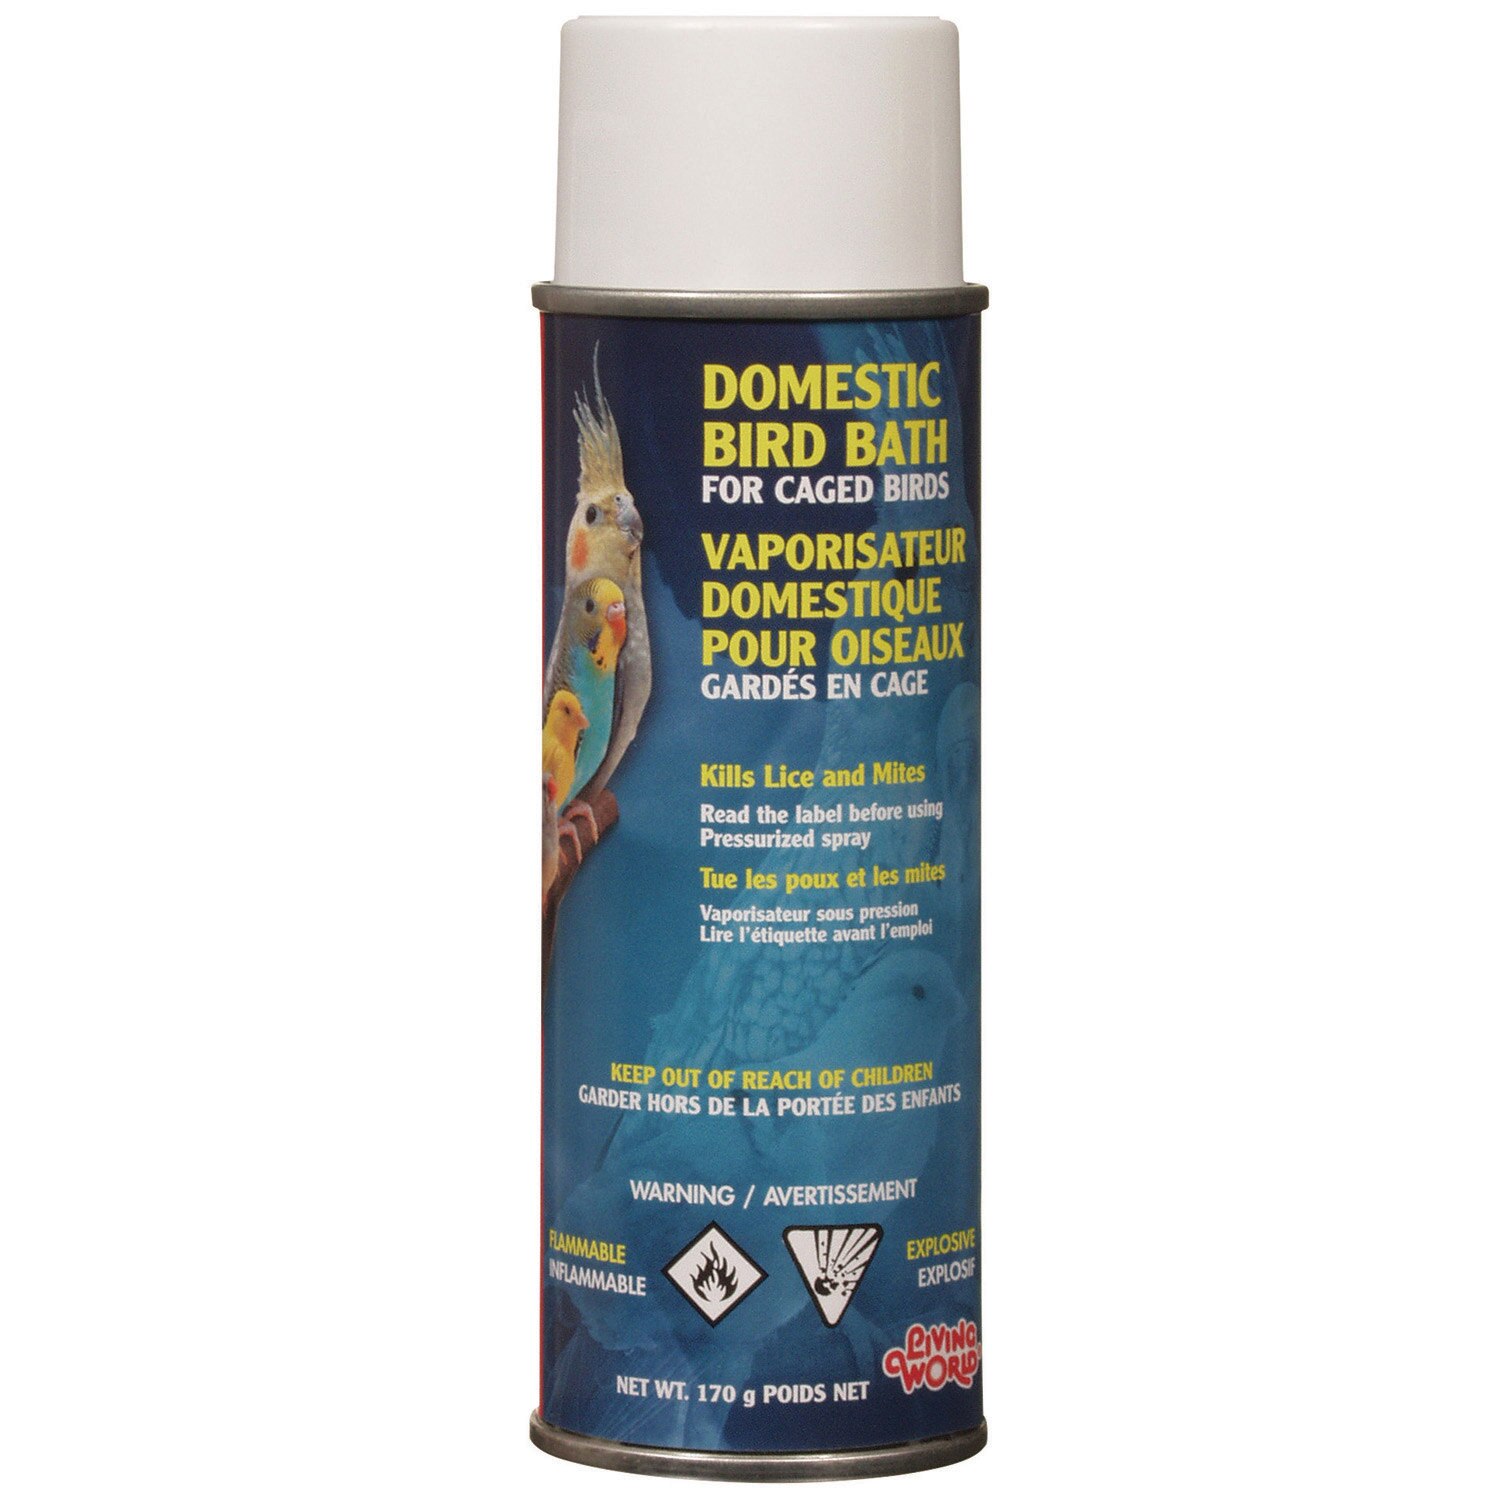 DOMESTIC
BIRD BATH
FOR CAGED BIRDS
VAPORISATEUR
DOMESTIQUE
POUR OISEAUX
GARDÉS EN CAGE
Kills Lice and Mites
Read the label before using
Pressurized spray
Tue les poux et les mites
Vaporisateur sous pression
Lire l'étiquette avant l'emploi
KEEP OUT OF REACH OF CHILDREN
GARDER HORS DE LA PORTÉE DES ENFANTS
WARNING / AVERTISSEMENT
FLAMMABLE
INFLAMMABLE
EXPLOSIVE
EXPLOSIF
LIVING
WORLD
NET WT. 170 g POIDS NET